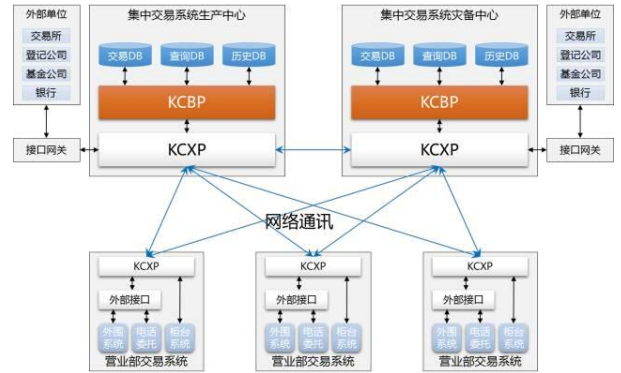 外部单位
交易所
登记公司
基金公司
银行
接口网关
集中交易系统生产中心
交易DB
查询DB
历史DB
KCBP
KCXP
集中交易系统灾备中心
交易DB
查询DB
历史DB
KCBP
KCXP
外部单位
交易所
登记公司
基金公司
银行
接口网关
网络通讯
KCXP
外部接口
外围
系统
电话
委托
柜台
系统
营业部交易系统
KCXP
外部接口
外围
系统
电话
委托
柜台
系统
营业部交易系统
KCXP
外部接口
外围
系统
电话
委托
柜台
系统
营业部交易系统